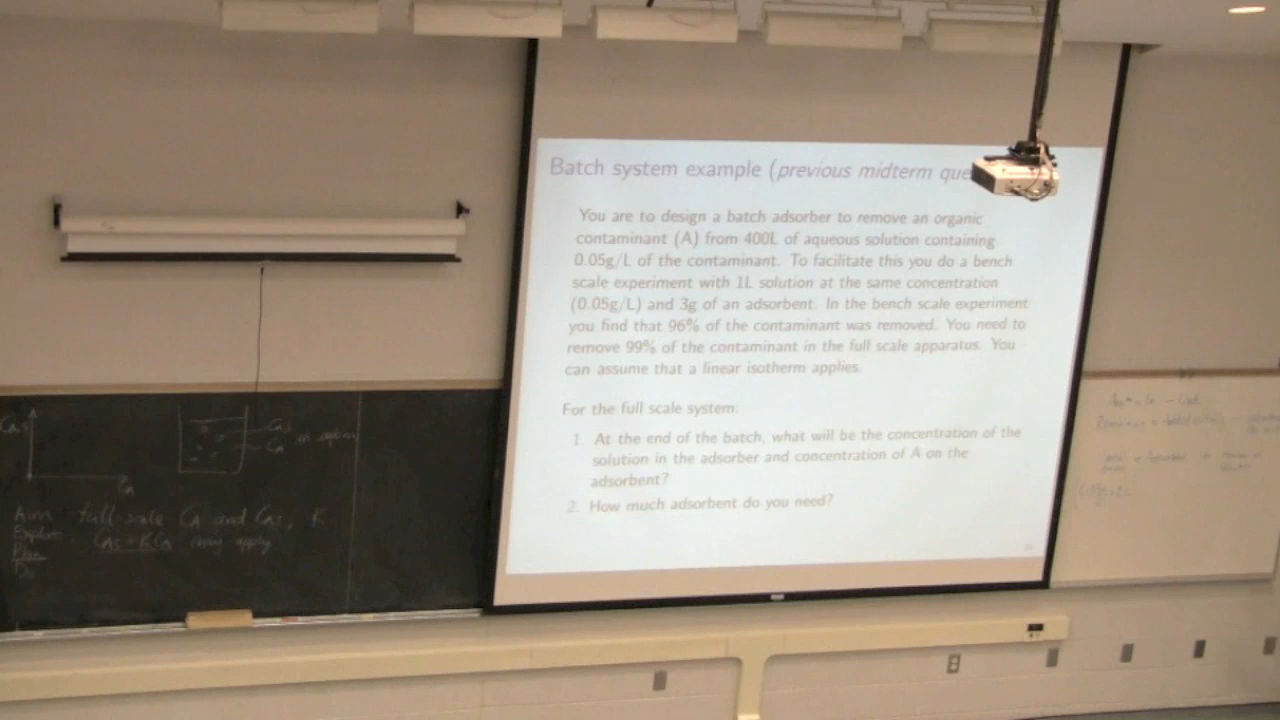 Batch system example (previous midterm que
You are to design a batch adsorber to remove an organic
contaminant (A) from 400L of aqueous solution containing
0.05g/L of the contaminant. To facilitate this you do a bench
scale experiment with 1L solution at the same concentration
(0.05g/L) and 3g of an adsorbent. In the bench scale experiment
you find that 96% of the contaminant was removed. You need to
remove 99% of the contaminant in the full scale apparatus. You
can assume that a linear isotherm applies.
For the full scale system:
1. At the end of the batch, what will be the concentration of the
solution in the adsorber and concentration of A on the
adsorbent?
2. How much adsorbent do you need?
CAS
CA
CAS
CA in
Aim full-scale CA and CAS, K
CAS = KCA may apply
Plan